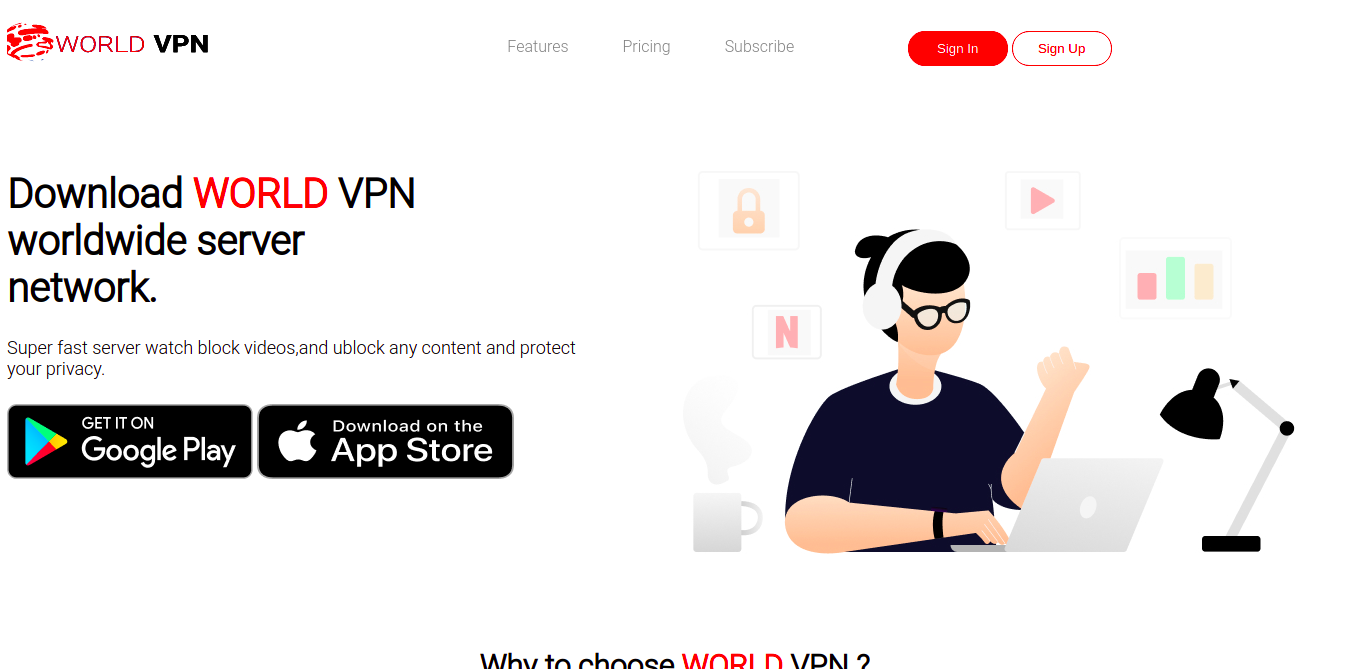 WORLD VPN
Features
Pricing
Subscribe
Sign In
Sign Up
Download WORLD VPN
worldwide server
network.
Super fast server watch block videos,and ublock any content and protect
your privacy.
GET IT ON
Google Play
Download on the
App Store
N
Why to choose WORLD VPN ?